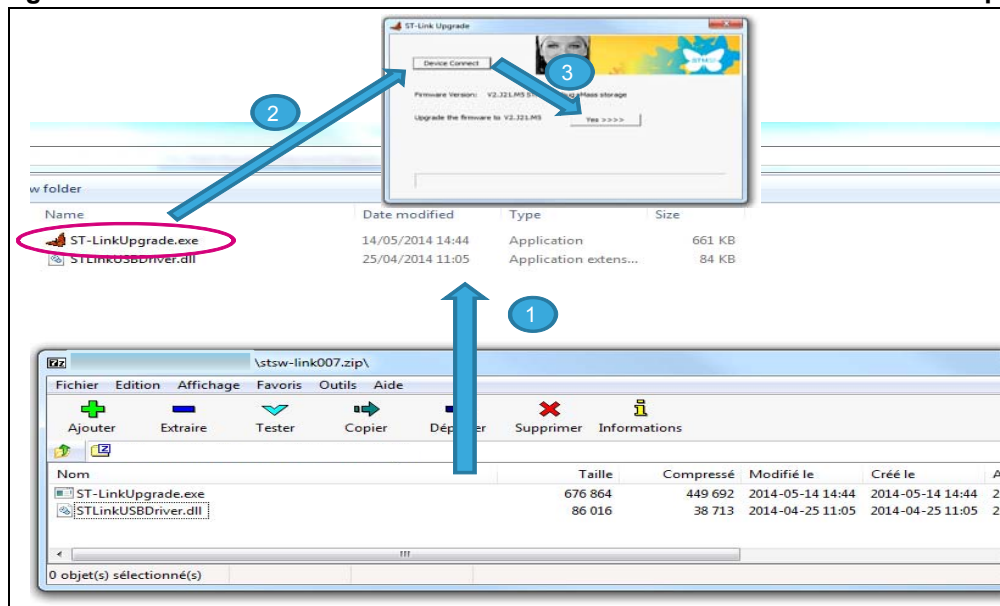 ST-Link Upgrade
Device Connect
3
2
Firmware Version: V2.J21.M5 Mass storage
Upgrade the firmware to V2.J21.M5 Yes >>>>
w folder
Name Date modified Type Size
ST-LinkUpgrade.exe 14/05/2014 14:44 Application 661 KB
STLinkUSBDriver.dll 25/04/2014 11:05 Application extens... 84 KB
1
\stsw-link007.zip\
Fichier Edition Affichage Favoris Outils Aide
Ajouter Extraire Tester Copier Supprimer Informations
Nom Taille Compressé Modifié le Créé le A
ST-LinkUpgrade.exe 676 864 449 692 2014-05-14 14:44 2014-05-14 14:44 2
STLinkUSBDriver.dll 86 016 38 713 2014-04-25 11:05 2014-04-25 11:05 2
0 objet(s) sélectionné(s)